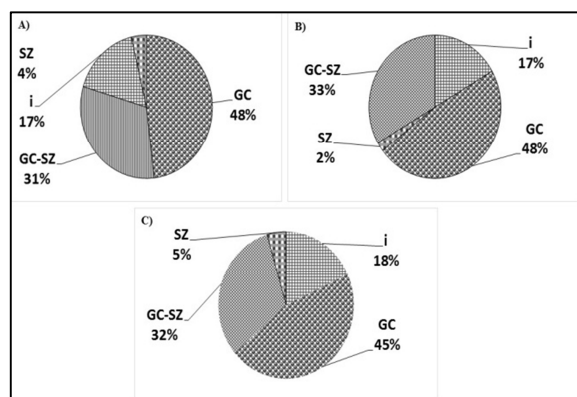 A)
SZ
4%
i
17%
GC-SZ
31%
GC
48%
B)
GC-SZ
33%
SZ
2%
i
17%
GC
48%
C)
SZ
5%
GC-SZ
32%
i
18%
GC
45%